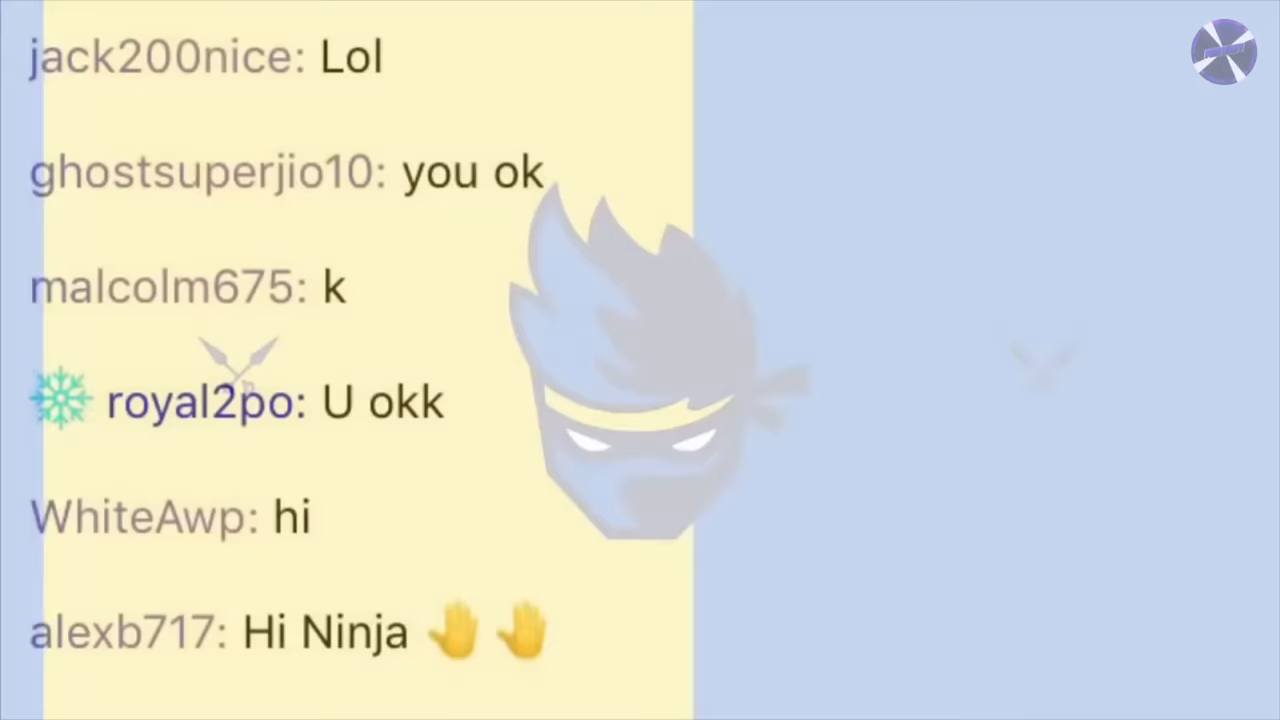 jack200nice: Lol
ghostsuperjio10: you ok
malcolm675: k
royal2po: U okk
WhiteAwp: hi
alexb717: Hi Ninja 🤚 🤚